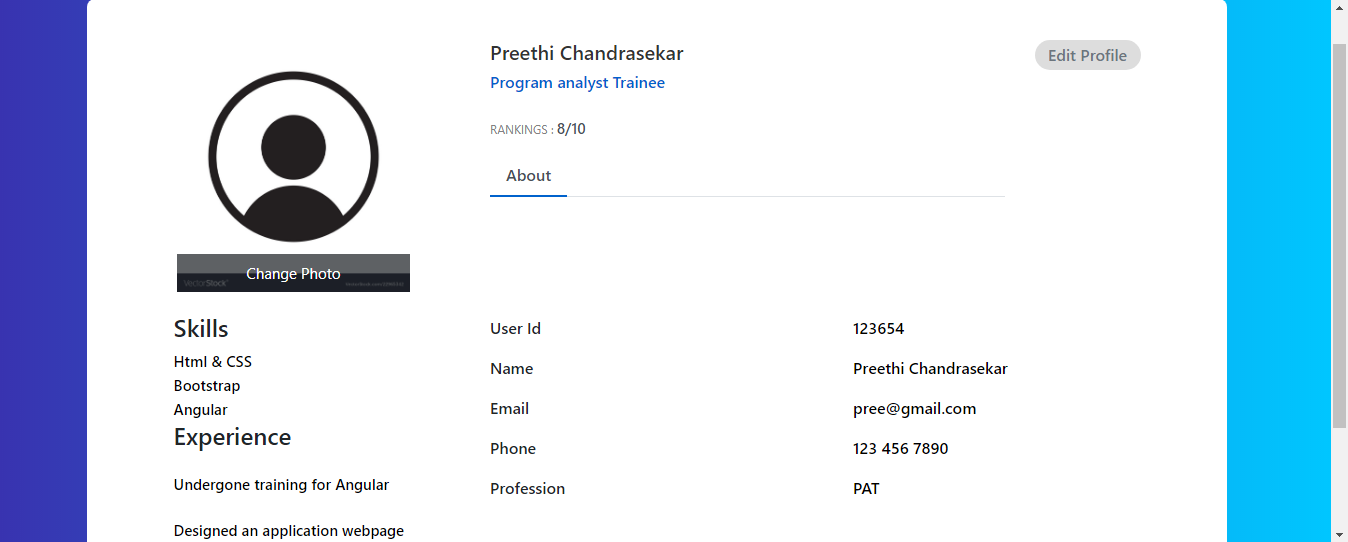 Preethi Chandrasekar
Edit Profile
Program analyst Trainee
RANKINGS : 8/10
About
Change Photo
VectorStock
Skills
Html & CSS
Bootstrap
Angular
Experience
Undergone training for Angular
Designed an application webpage
User Id 123654
Name Preethi Chandrasekar
Email pree@gmail.com
Phone 123 456 7890
Profession PAT